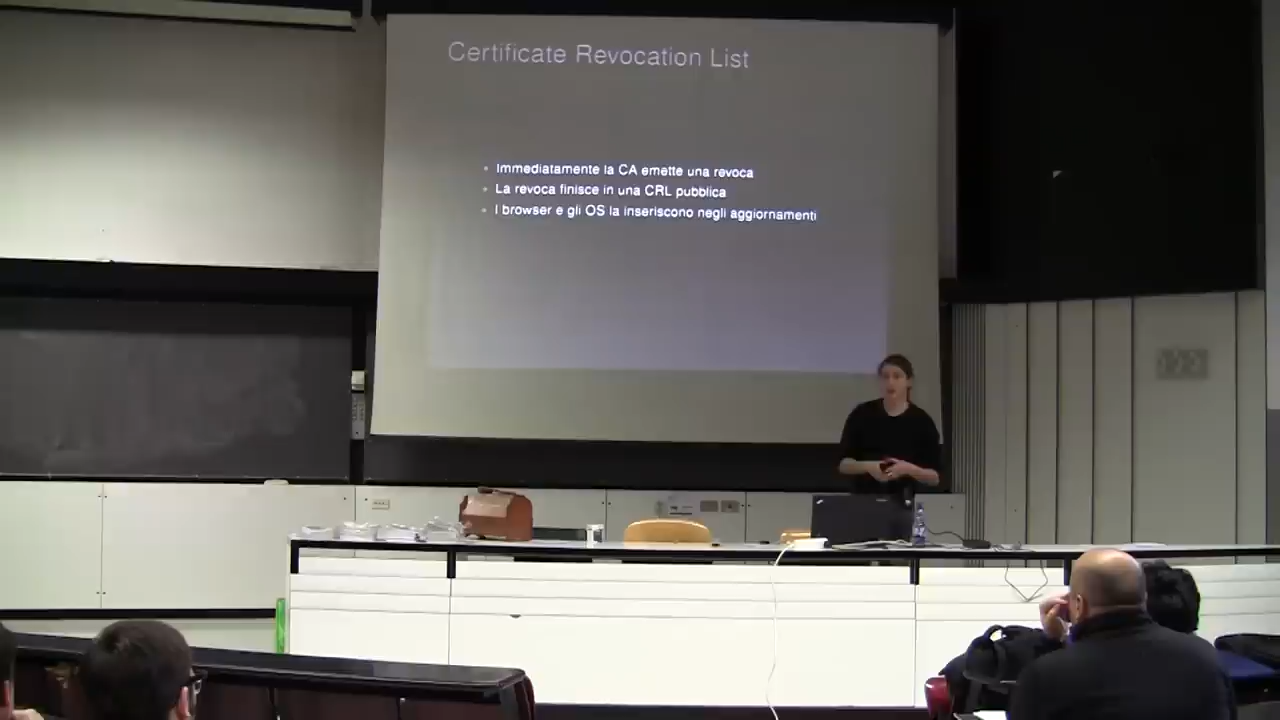 Certificate Revocation List
Immediatamente la CA emette una revoca
La revoca finisce in una CRL pubblica
I browser e gli OS la inseriscono negli aggiornamenti